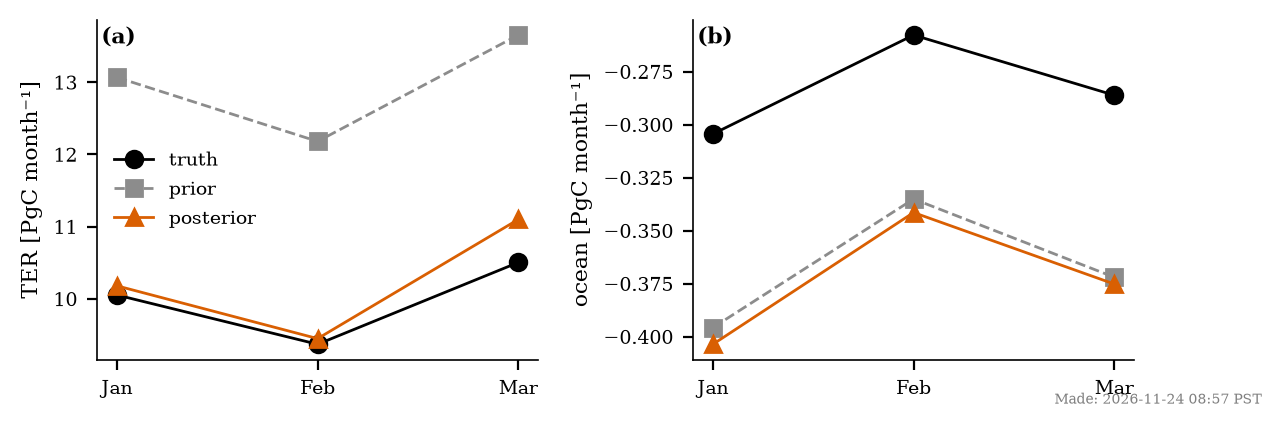 (a)
TER [PgC month⁻¹]
13
12
11
10
truth
prior
posterior
Jan Feb Mar
(b)
ocean [PgC month⁻¹]
−0.275
−0.300
−0.325
−0.350
−0.375
−0.400
Jan Feb Mar
Made: 2026-11-24 08:57 PST